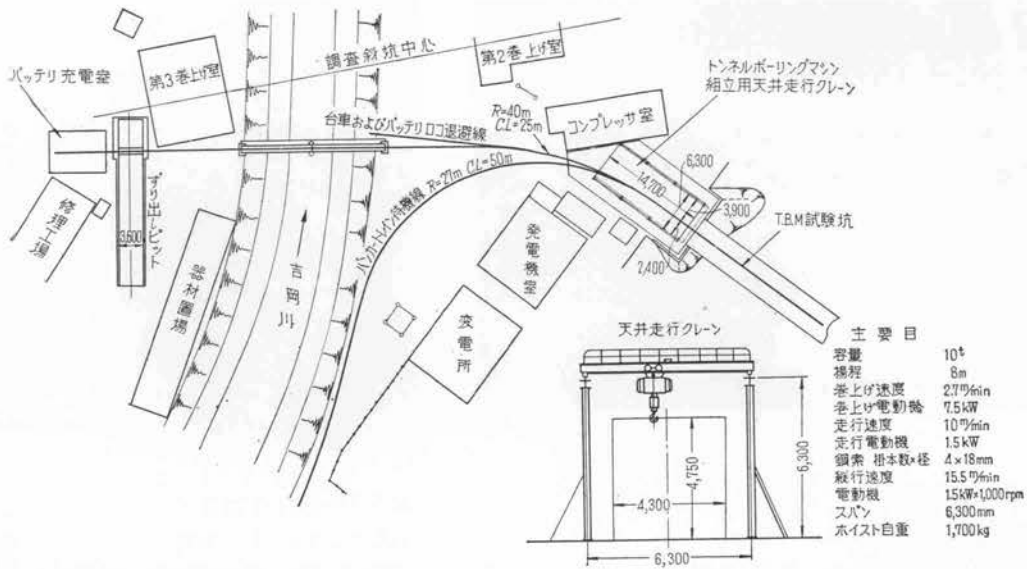 バッテリ充電室
第3巻上げ室
調査斜坑中心
第2巻上げ室
トンネルボーリングマシン
組立用天井走行クレーン
R=40m
C.L=25m
コンプレッサ室
台車およびバッテリロコ退避線
6,300
14,700
3,900
T.B.M試験坑
2,400
バンカートレイン待機線 R=27m C.L=50m
修理工場
ずり出しピット
3,600
器材置場
吉岡川
発電機室
変電所
天井走行クレーン
6,300
4,750
4,300
6,300
主要目
容量 10t
揚程 8m
巻上げ速度 2.7m/min
巻上げ電動機 7.5kW
走行速度 10m/min
走行電動機 1.5kW
鋼索 掛本数×径 4×18mm
縦行速度 15.5m/min
電動機 1.5kW×1,000rpm
スパン 6,300mm
ホイスト自重 1,700kg